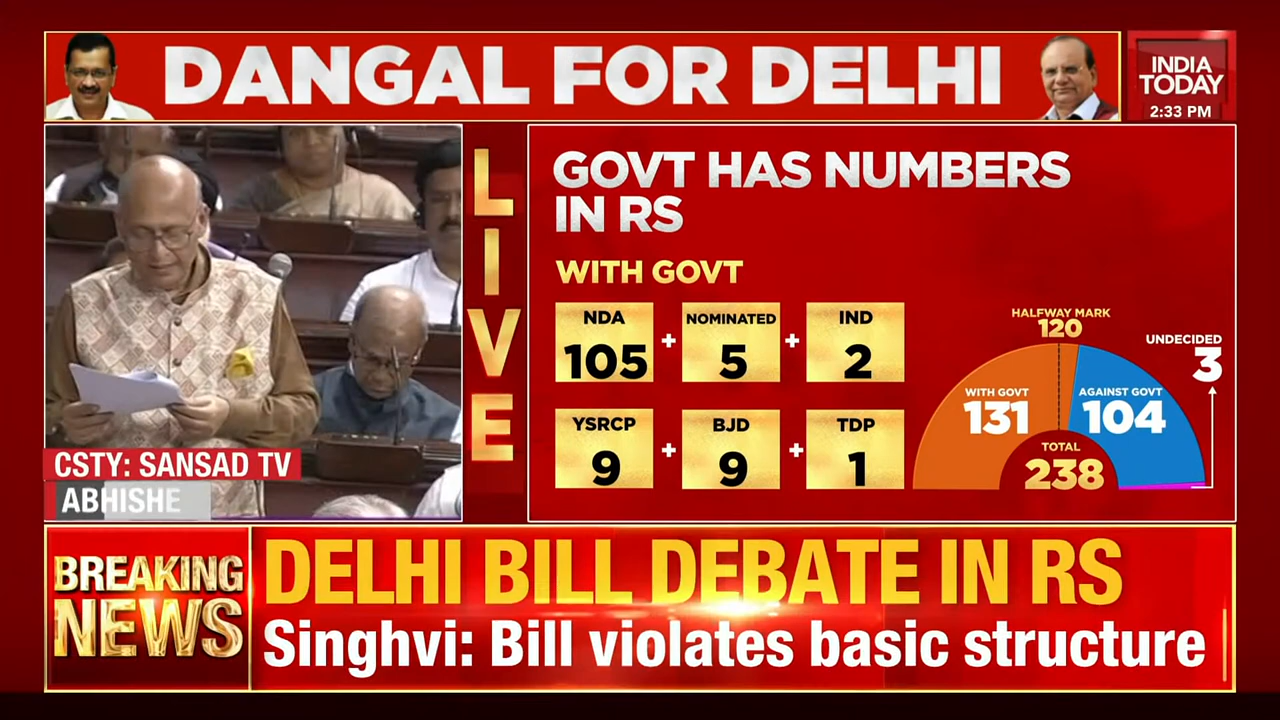 DANGAL FOR DELHI
INDIA
TODAY
2:33 PM
LIVE
GOVT HAS NUMBERS
IN RS
WITH GOVT
NDA + NOMINATED + IND
105 5 2
YSRCP + BJD + TDP
9 9 1
HALFWAY MARK
120
UNDECIDED
3
WITH GOVT
131
AGAINST GOVT
104
TOTAL
238
CSTY: SANSAD TV
ABHISHE
BREAKING
NEWS
DELHI BILL DEBATE IN RS
Singhvi: Bill violates basic structure